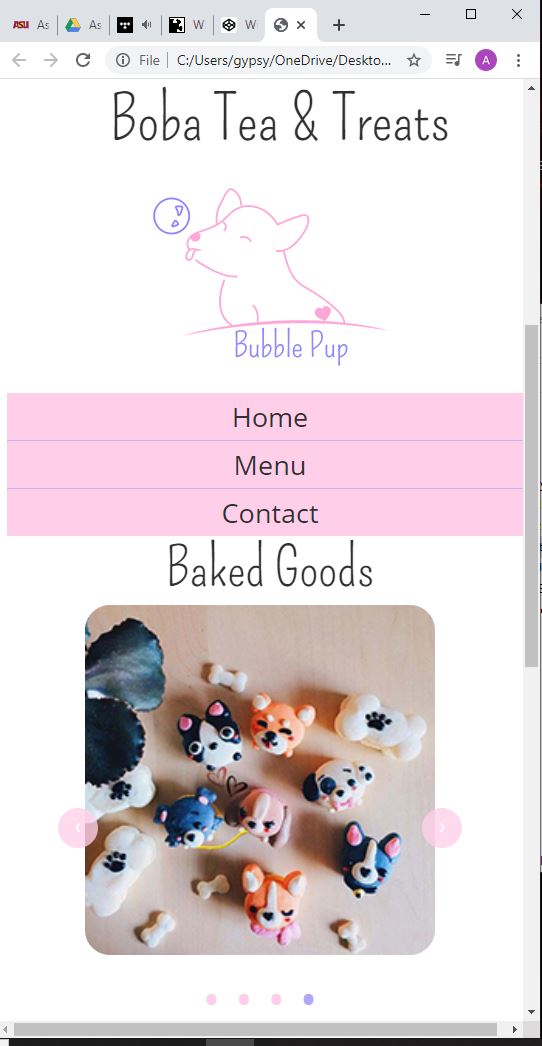 ASU As
As
W
W
File C:/Users/gypsy/OneDrive/Deskto...
A
Boba Tea & Treats
Bubble Pup
Home
Menu
Contact
Baked Goods